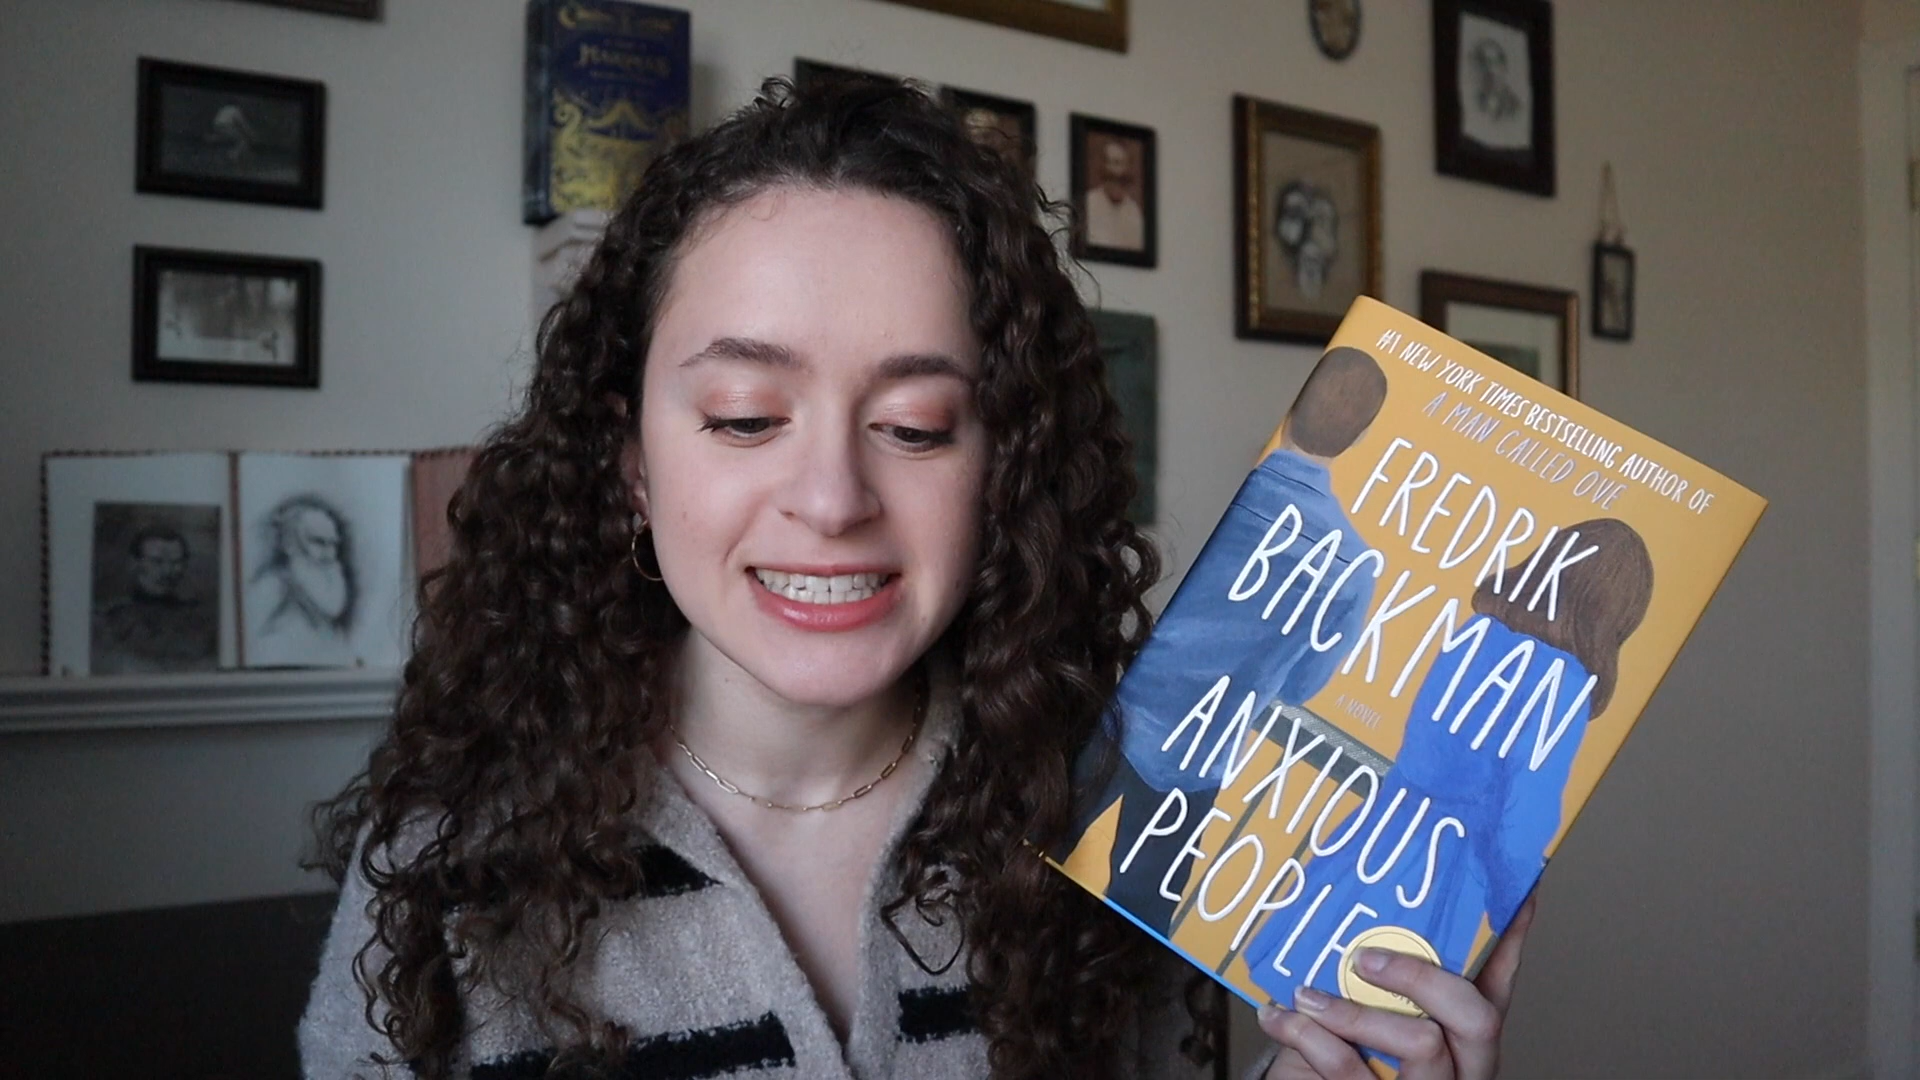 #1 NEW YORK TIMES BESTSELLING AUTHOR OF
A MAN CALLED OVE
FREDRIK
BACKMAN
A NOVEL
ANXIOUS
PEOPLE